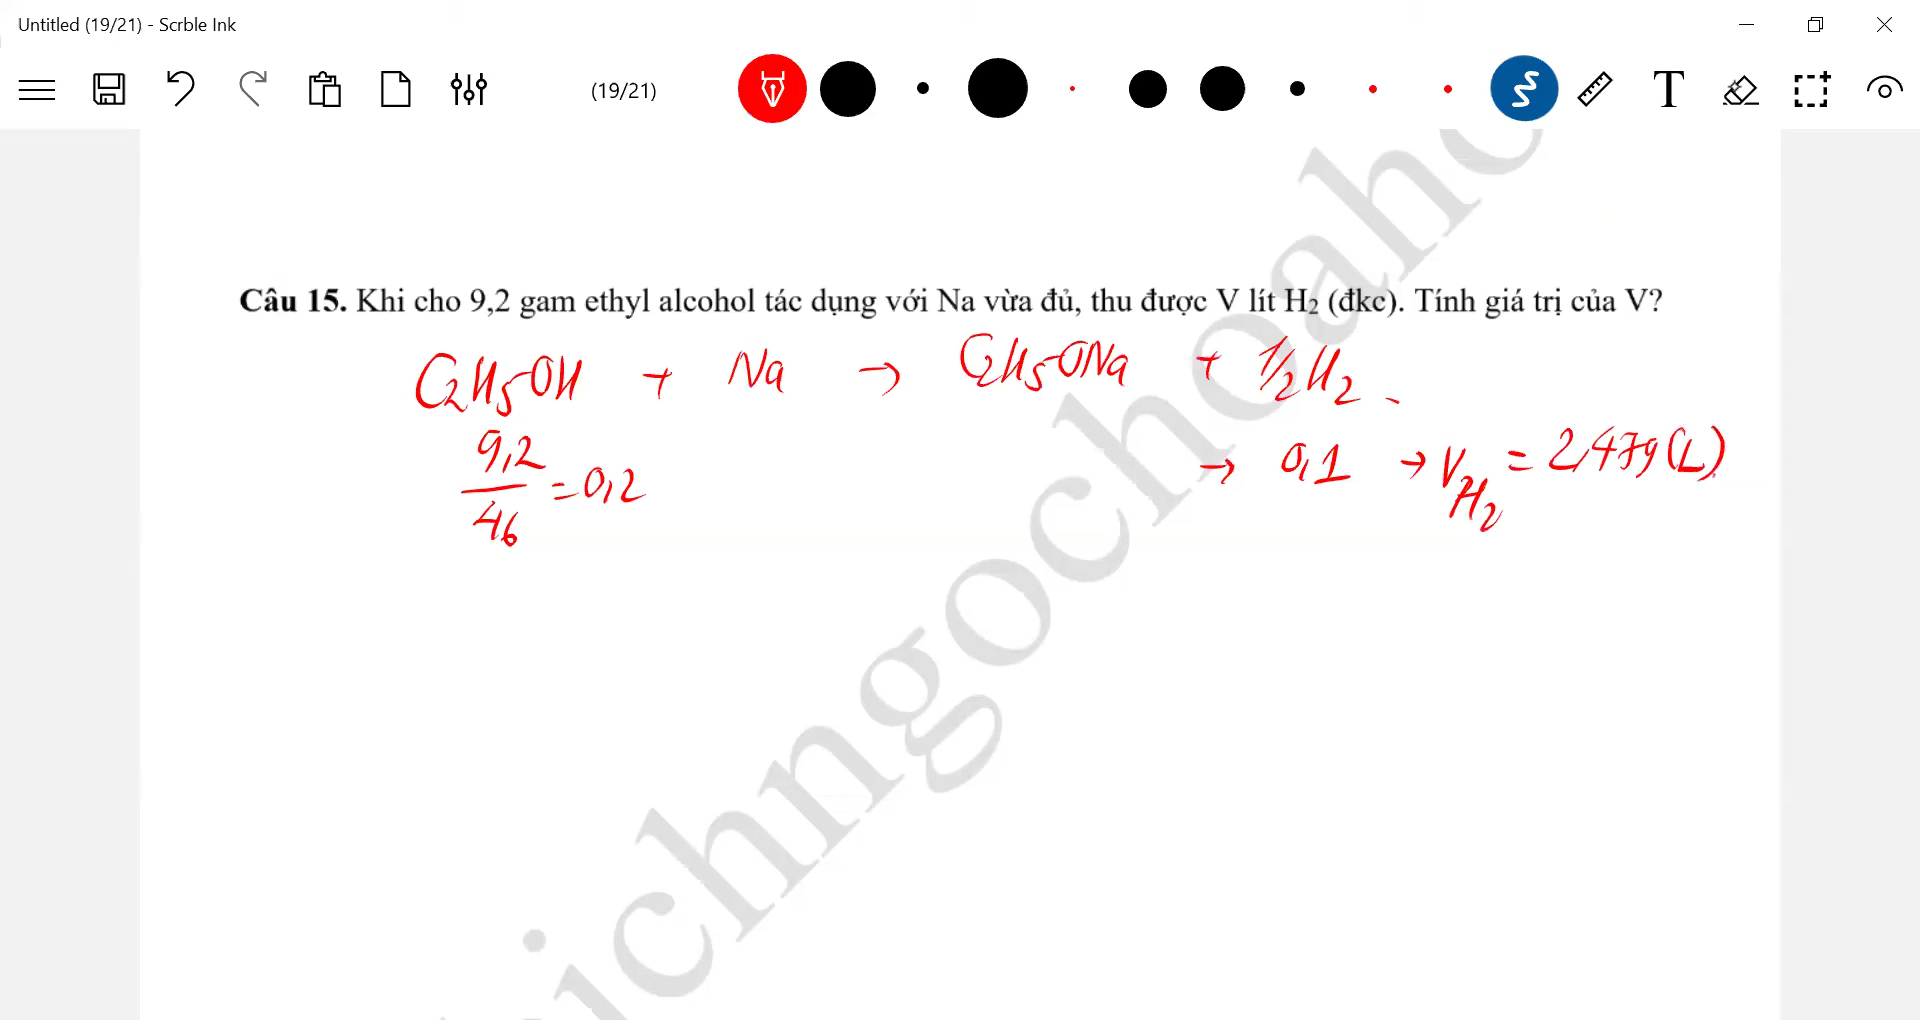 Untitled (19/21) - Scrble Ink
(19/21)
T
Câu 15. Khi cho 9,2 gam ethyl alcohol tác dụng với Na vừa đủ, thu được V lít H₂ (đkc). Tính giá trị của V?
C₂H₅OH + Na → C₂H₅ONa + 1/2H₂
9,2/46 = 0,2 → 0,1 → V_H₂ = 2,479 (L)
ichngochoaho